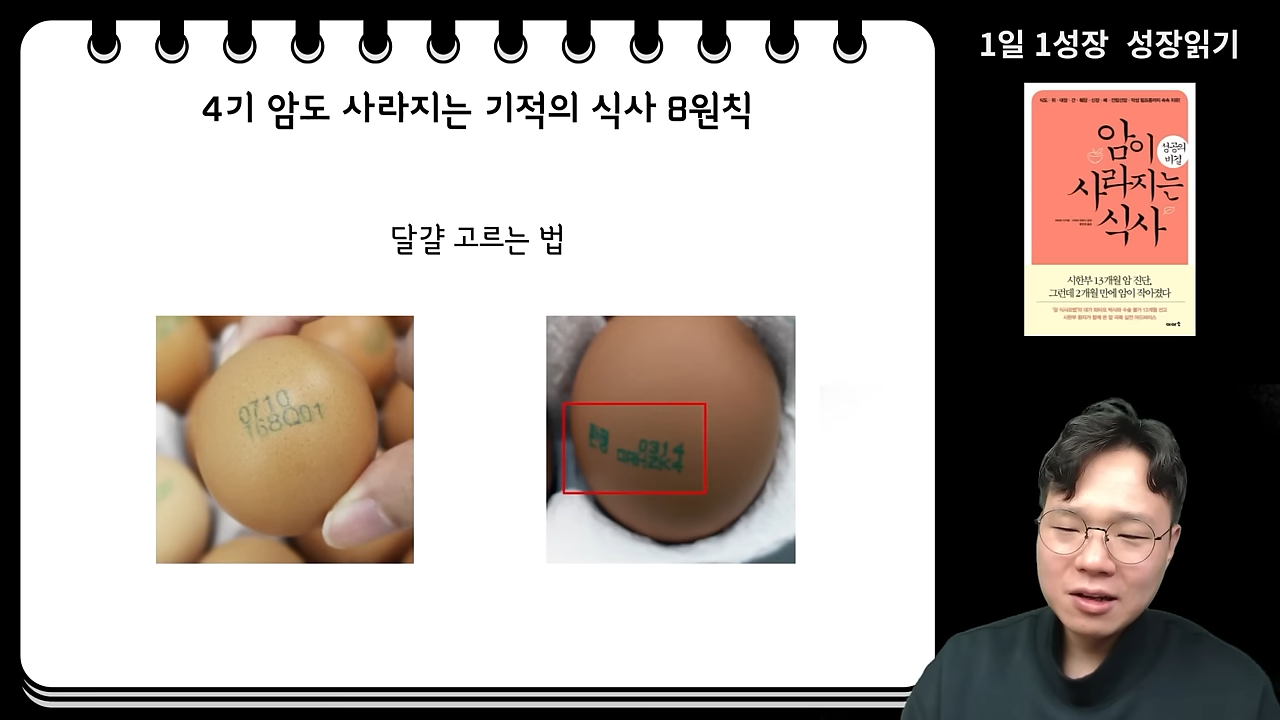 4기 암도 사라지는 기적의 식사 8원칙
달걀 고르는 법
0710
168Q01
0314
1일 1성장 성장읽기
암이
사라지는
식사
성공의
비결
시한부 13개월 암 진단,
그런데 2개월 만에 암이 작아졌다